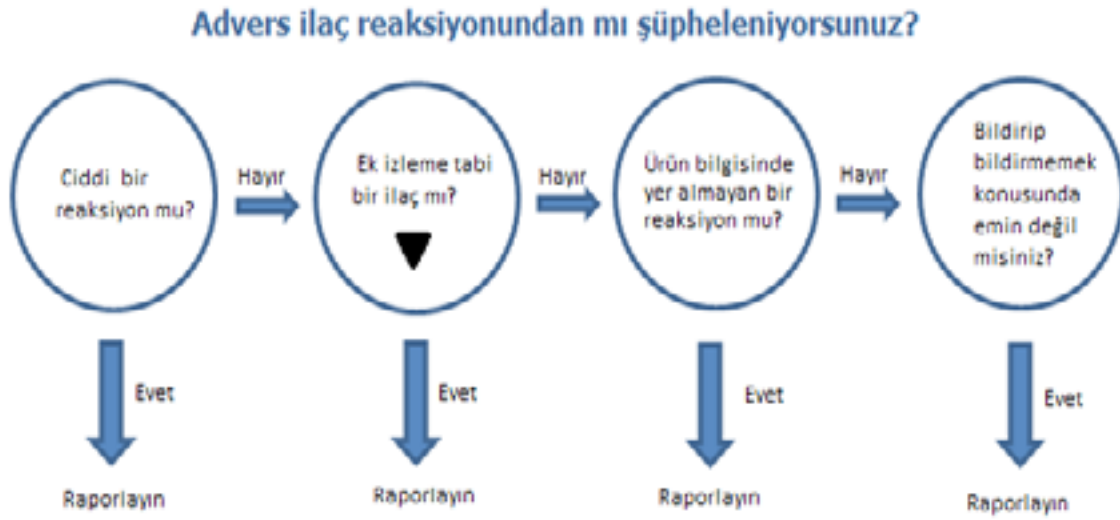 Advers ilaç reaksiyonundan mı şüpheleniyorsunuz?
Ciddi bir
reaksiyon mu?
Hayır
Ek izleme tabi
bir ilaç mı?
Hayır
Ürün bilgisinde
yer almayan bir
reaksiyon mu?
Hayır
Bildirip
bildirmemek
konusunda
emin değil
misiniz?
Evet
Evet
Evet
Evet
Raporlayın
Raporlayın
Raporlayın
Raporlayın